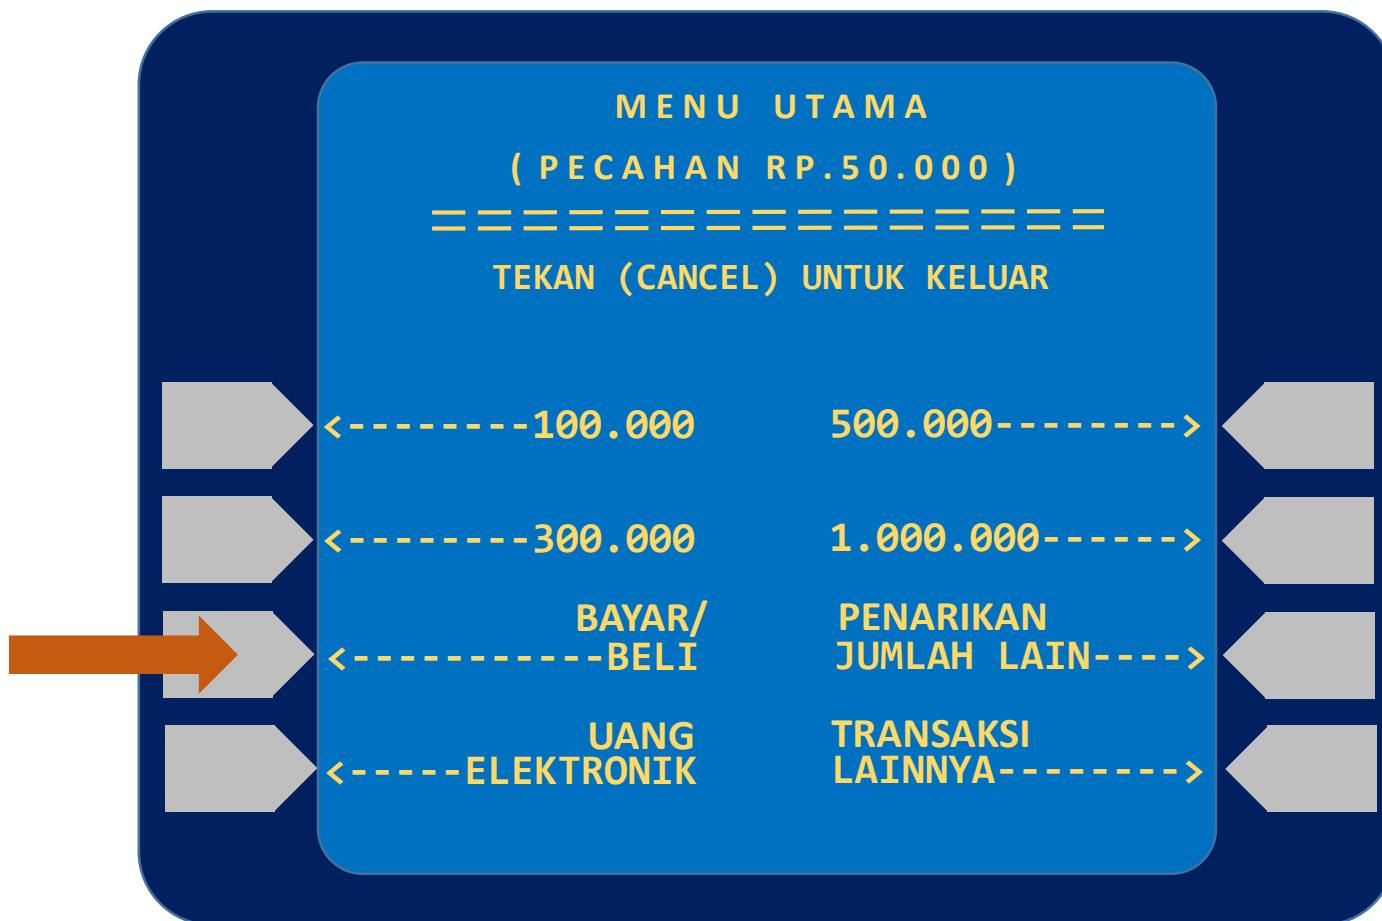 MENU UTAMA
(PECAHAN RP.50.000)
===============
TEKAN (CANCEL) UNTUK KELUAR
<--------100.000
500.000-------->
<--------300.000
1.000.000------>
BAYAR/
<-----------BELI
PENARIKAN
JUMLAH LAIN---->
UANG
<-----ELEKTRONIK
TRANSAKSI
LAINNYA-------->